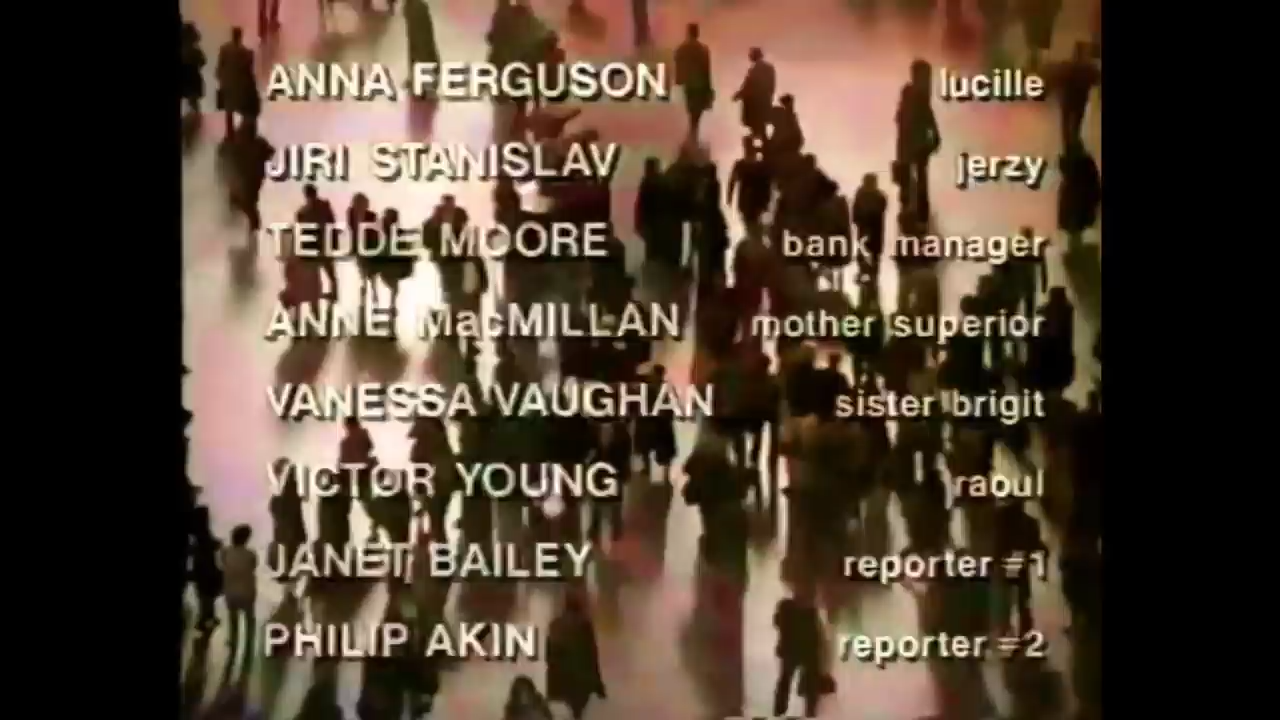 ANNA FERGUSON lucille
JIRI STANISLAV jerzy
TEDDE MOORE bank manager
ANNE MacMILLAN mother superior
VANESSA VAUGHAN sister brigit
VICTOR YOUNG raoul
JANET BAILEY reporter #1
PHILIP AKIN reporter #2